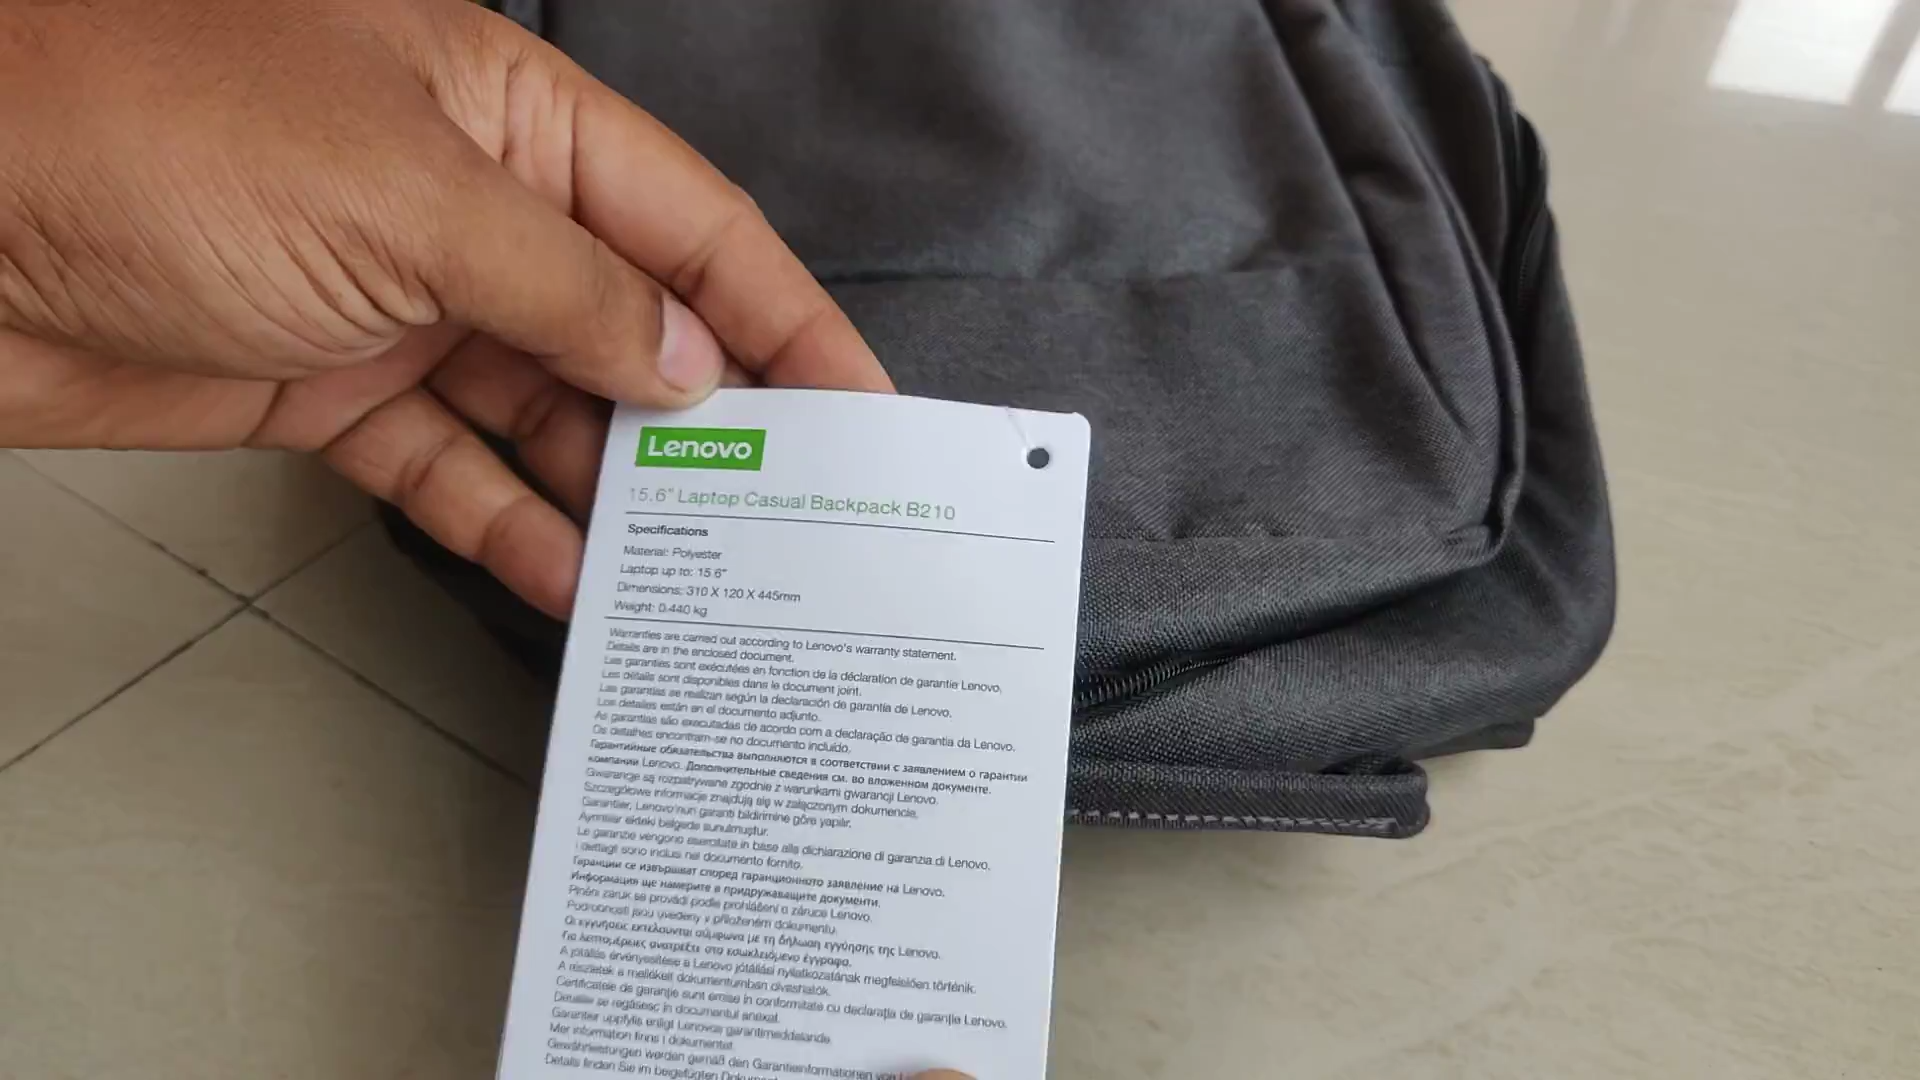 Lenovo
15.6" Laptop Casual Backpack B210
Specifications
Material: Polyester
Laptop up to: 15.6"
Dimensions: 310 X 120 X 445mm
Weight: 0.440 kg
Warranties are carried out according to Lenovo's warranty statement.
Details are in the enclosed document.
Les garanties sont exécutées en fonction de la déclaration de garantie Lenovo.
Les détails sont disponibles dans le document joint.
Las garantías se realizan según la declaración de garantía de Lenovo.
Los detalles están en el documento adjunto.
As garantias são executadas de acordo com a declaração de garantia da Lenovo.
Os detalhes encontram-se no documento incluído.
Гарантийные обязательства выполняются в соответствии с заявлением о гарантии
компании Lenovo. Дополнительные сведения см. во вложенном документе.
Gwarancje są rozpatrywane zgodnie z warunkami gwarancji Lenovo.
Szczegółowe informacje znajdują się w załączonym dokumencie.
Garantiler, Lenovo'nun garanti bildirimine göre yapılır.
Ayrıntılar ekteki belgede sunulmuştur.
Le garanzie vengono esercitate in base alla dichiarazione di garanzia di Lenovo.
I dettagli sono inclusi nel documento fornito.
Гаранции се извършват според гаранционното заявление на Lenovo.
Информация ще намерите в придружаващите документи.
Plnění záruk se provádí podle prohlášení o záruce Lenovo.
Podrobnosti jsou uvedeny v přiloženém dokumentu.
Οι εγγυήσεις εκτελούνται σύμφωνα με τη δήλωση εγγύησης της Lenovo.
Για λεπτομέρειες ανατρέξτε στο εσωκλειόμενο έγγραφο.
A jótállás érvényesítése a Lenovo jótállási nyilatkozatának megfelelően történik.
A részletek a mellékelt dokumentumban olvashatók.
Certificatele de garanție sunt emise în conformitate cu declarația de garanție Lenovo.
Detaliile se regăsesc în documentul anexat.
Garantier uppfylls enligt Lenovos garantimeddelande.
Mer information finns i dokumentet.
Gewährleistungen werden gemäß den Garantieinformationen von
Details finden Sie im beigefügten